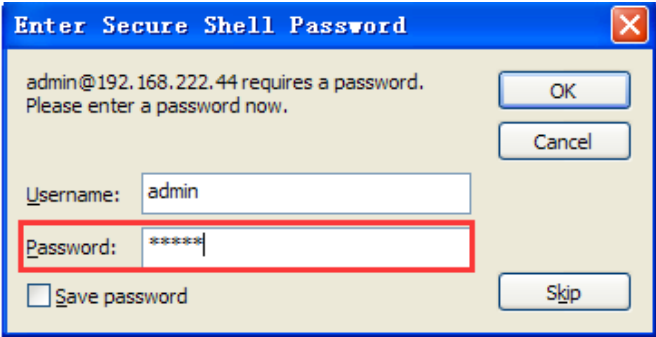 Enter Secure Shell Password
admin@192.168.222.44 requires a password.
Please enter a password now.
OK
Cancel
Username: admin
Password: *****
Save password
Skip